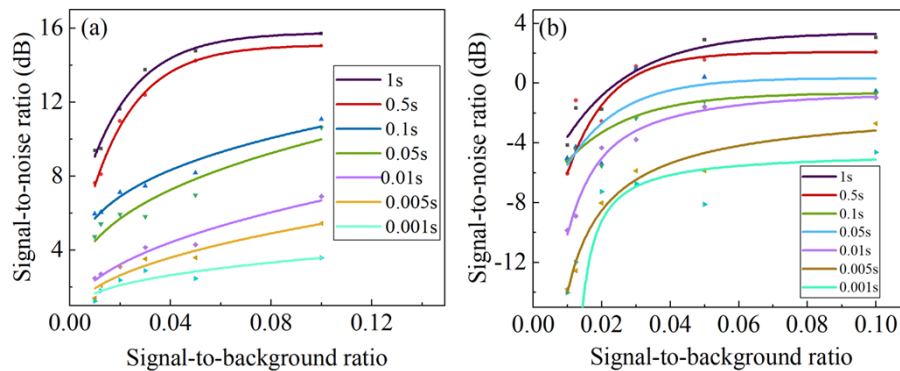 (a)
Signal-to-noise ratio (dB)
16
12
8
4
0.00
0.04
0.08
0.12
Signal-to-background ratio
1s
0.5s
0.1s
0.05s
0.01s
0.005s
0.001s
(b)
Signal-to-noise ratio (dB)
4
0
-4
-8
-12
0.00
0.02
0.04
0.06
0.08
0.10
Signal-to-background ratio
1s
0.5s
0.1s
0.05s
0.01s
0.005s
0.001s